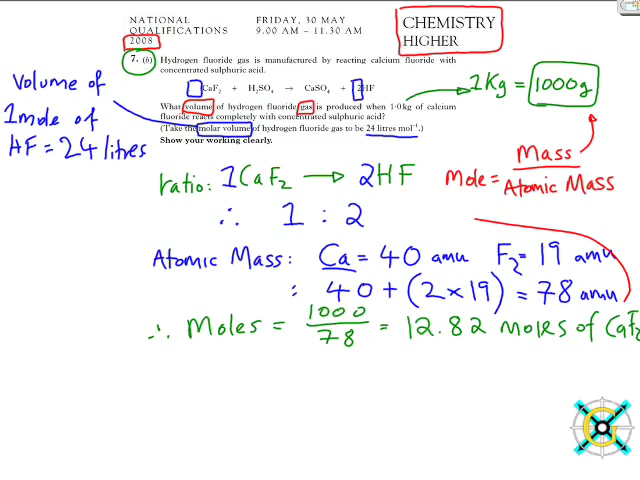 NATIONAL
QUALIFICATIONS
2008
FRIDAY, 30 MAY
9.00 AM – 11.30 AM
CHEMISTRY
HIGHER
7. (b) Hydrogen fluoride gas is manufactured by reacting calcium fluoride with
concentrated sulphuric acid.
CaF₂ + H₂SO₄ → CaSO₄ + 2HF
What volume of hydrogen fluoride gas is produced when 1·0 kg of calcium
fluoride reacts completely with concentrated sulphuric acid?
(Take the molar volume of hydrogen fluoride gas to be 24 litres mol⁻¹.)
Show your working clearly.
Volume of
1 mole of
HF = 24 litres
1Kg = 1000g
Mole = Mass / Atomic Mass
ratio: 1CaF₂ → 2HF
∴ 1 : 2
Atomic Mass: Ca = 40 amu F₂ = 19 amu
: 40 + (2 × 19) = 78 amu
∴ Moles = 1000 / 78 = 12.82 moles of CaF₂